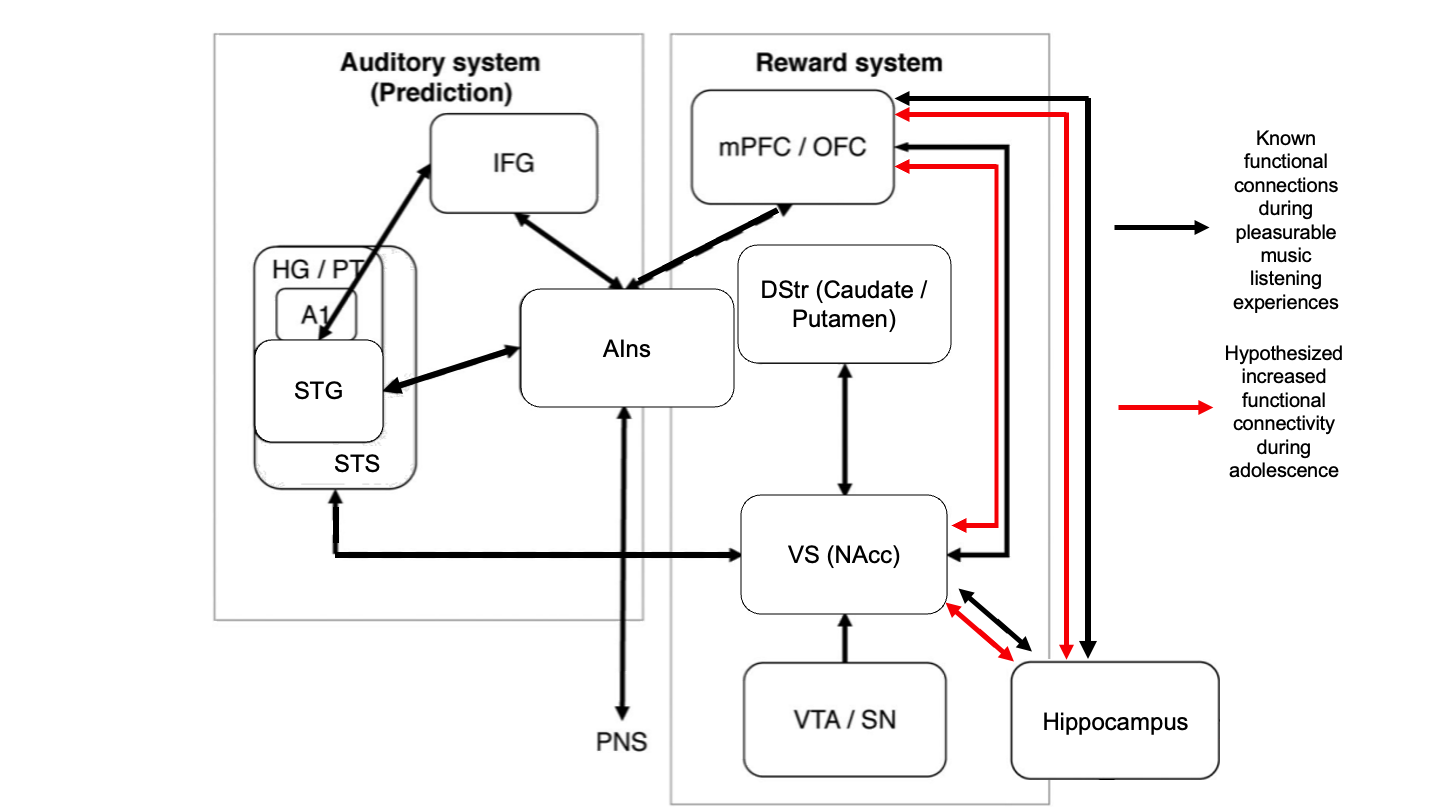 Auditory system
(Prediction)
Reward system
IFG
mPFC / OFC
HG / PT
A1
STG
STS
AIns
DStr (Caudate /
Putamen)
VS (NAcc)
VTA / SN
PNS
Hippocampus
Known
functional
connections
during
pleasurable
music
listening
experiences
Hypothesized
increased
functional
connectivity
during
adolescence